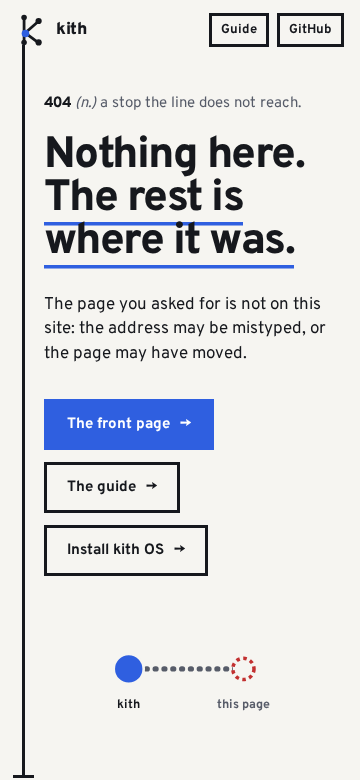 kith
Guide
GitHub
404 (n.) a stop the line does not reach.
Nothing here.
The rest is
where it was.
The page you asked for is not on this
site: the address may be mistyped, or
the page may have moved.
The front page →
The guide →
Install kith OS →
kith
this page